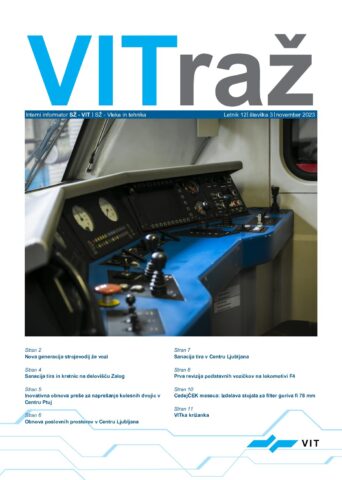 VITraž
Interni informator SŽ - VIT | SŽ - Vleka in tehnika
Letnik 12 | številka 3 | november 2023
Stran 2
Nova generacija strojevodij že vozi
Stran 4
Sanacija tira in kretnic na delovišču Zalog
Stran 5
Inovativna obnova preše za naprešanje kolesnih dvojic v
Centru Ptuj
Stran 6
Obnova poslovnih prostorov v Centru Ljubljana
Stran 7
Sanacija tira v Centru Ljubljana
Stran 8
Prva revizija podstavnih vozičkov na lokomotivi F4
Stran 10
CedejČEK meseca: Izdelava stojala za filter goriva fi 76 mm
Stran 11
VITka križanka
VIT